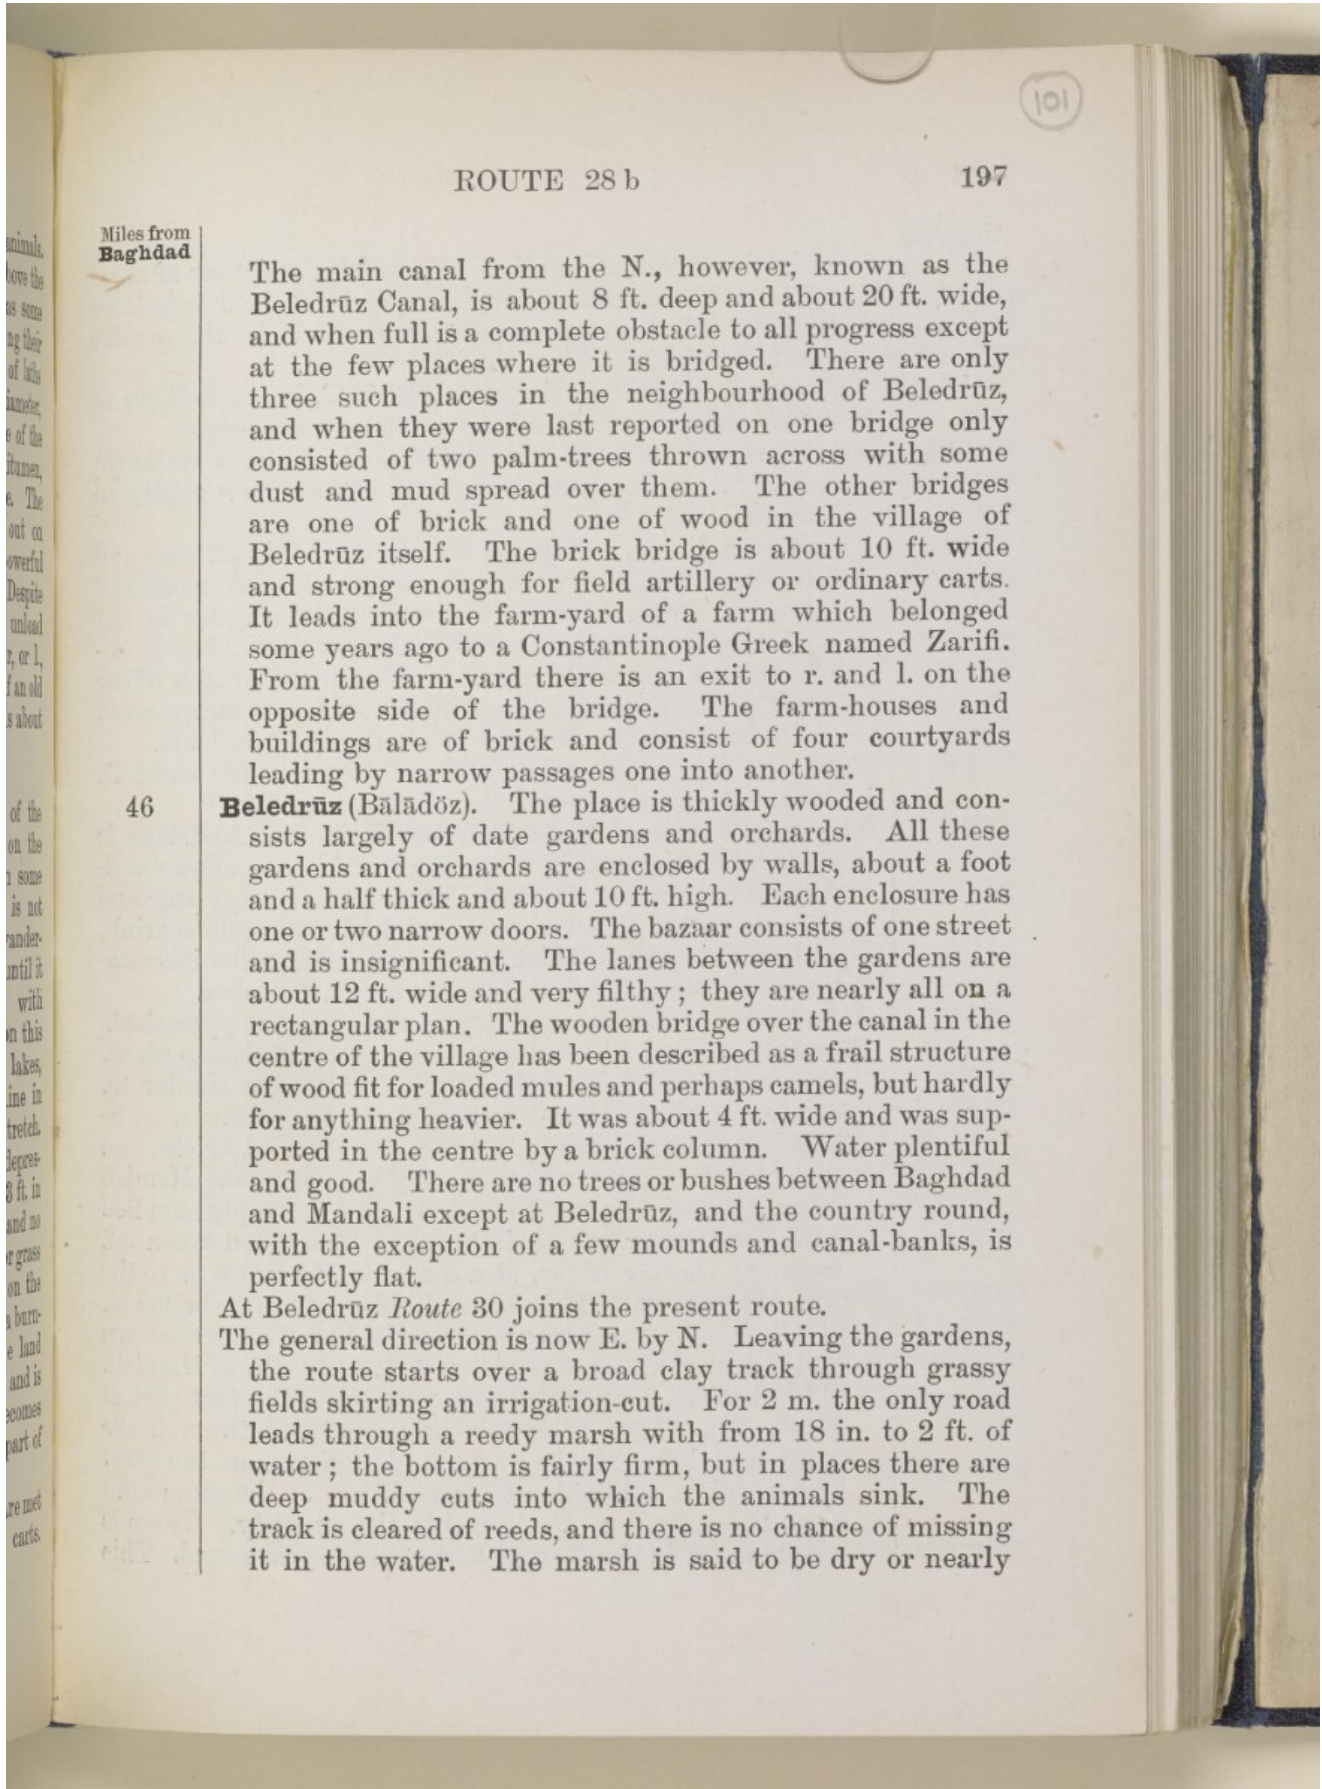 101
ROUTE 28 b 197
Miles from
Baghdad
The main canal from the N., however, known as the
Beledrūz Canal, is about 8 ft. deep and about 20 ft. wide,
and when full is a complete obstacle to all progress except
at the few places where it is bridged. There are only
three such places in the neighbourhood of Beledrūz,
and when they were last reported on one bridge only
consisted of two palm-trees thrown across with some
dust and mud spread over them. The other bridges
are one of brick and one of wood in the village of
Beledrūz itself. The brick bridge is about 10 ft. wide
and strong enough for field artillery or ordinary carts.
It leads into the farm-yard of a farm which belonged
some years ago to a Constantinople Greek named Zarifi.
From the farm-yard there is an exit to r. and l. on the
opposite side of the bridge. The farm-houses and
buildings are of brick and consist of four courtyards
leading by narrow passages one into another.
46 Beledrūz (Bālādöz). The place is thickly wooded and con-
sists largely of date gardens and orchards. All these
gardens and orchards are enclosed by walls, about a foot
and a half thick and about 10 ft. high. Each enclosure has
one or two narrow doors. The bazaar consists of one street
and is insignificant. The lanes between the gardens are
about 12 ft. wide and very filthy ; they are nearly all on a
rectangular plan. The wooden bridge over the canal in the
centre of the village has been described as a frail structure
of wood fit for loaded mules and perhaps camels, but hardly
for anything heavier. It was about 4 ft. wide and was sup-
ported in the centre by a brick column. Water plentiful
and good. There are no trees or bushes between Baghdad
and Mandali except at Beledrūz, and the country round,
with the exception of a few mounds and canal-banks, is
perfectly flat.
At Beledrūz Route 30 joins the present route.
The general direction is now E. by N. Leaving the gardens,
the route starts over a broad clay track through grassy
fields skirting an irrigation-cut. For 2 m. the only road
leads through a reedy marsh with from 18 in. to 2 ft. of
water ; the bottom is fairly firm, but in places there are
deep muddy cuts into which the animals sink. The
track is cleared of reeds, and there is no chance of missing
it in the water. The marsh is said to be dry or nearly